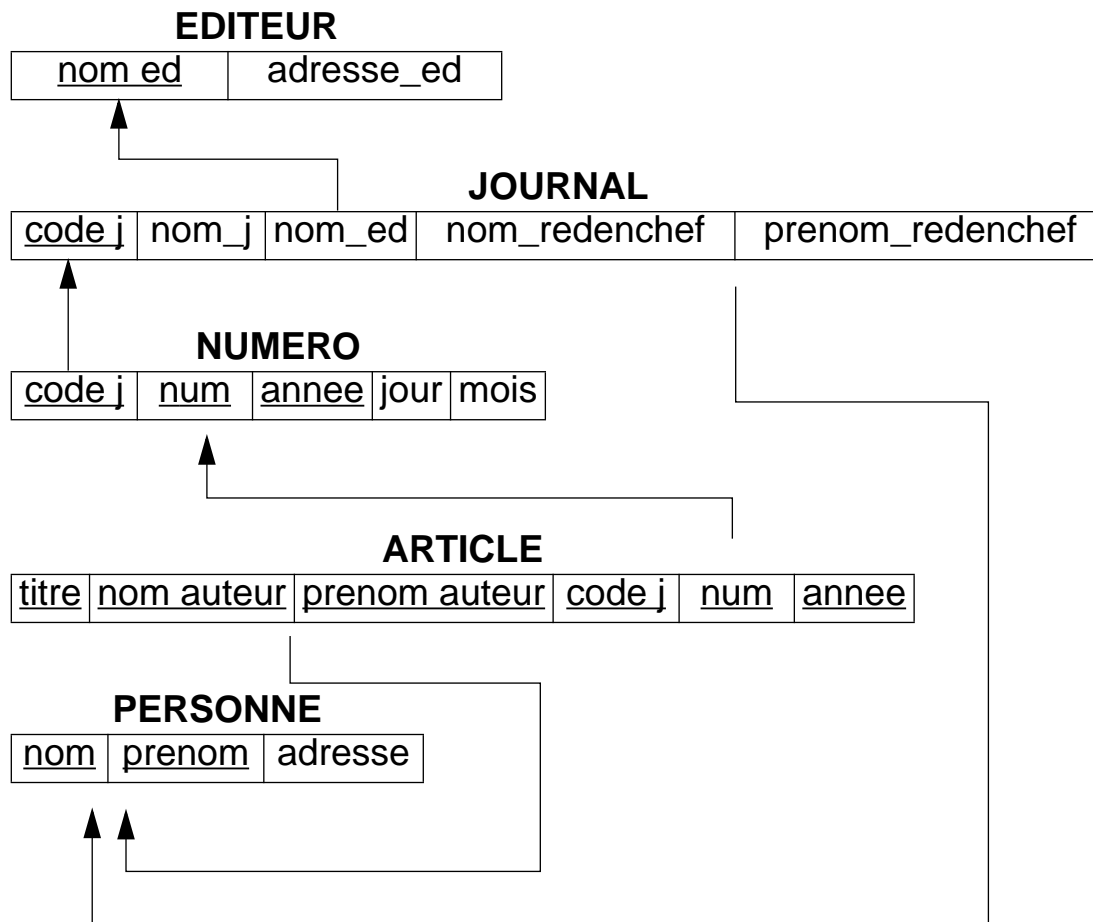 EDITEUR
nom ed adresse_ed
JOURNAL
code j nom_j nom_ed nom_redenchef prenom_redenchef
NUMERO
code j num annee jour mois
ARTICLE
titre nom auteur prenom auteur code j num annee
PERSONNE
nom prenom adresse